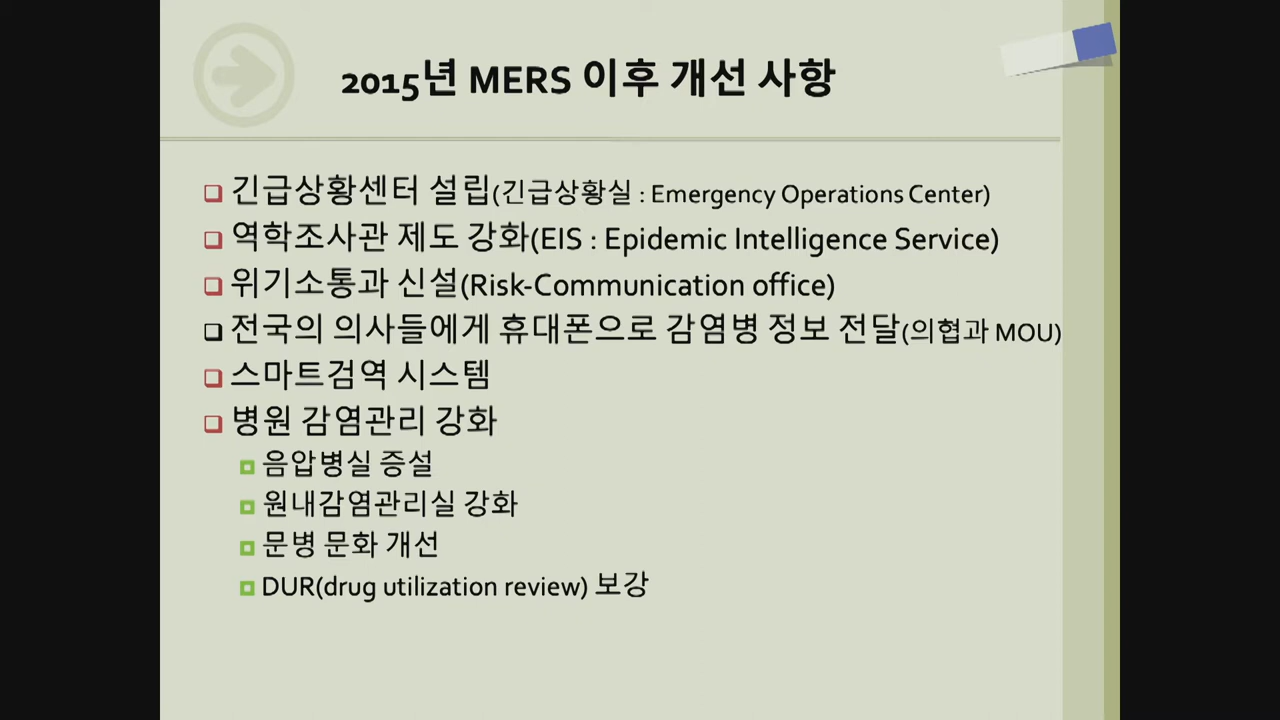 2015년 MERS 이후 개선 사항
긴급상황센터 설립(긴급상황실 : Emergency Operations Center)
역학조사관 제도 강화(EIS : Epidemic Intelligence Service)
위기소통과 신설(Risk-Communication office)
전국의 의사들에게 휴대폰으로 감염병 정보 전달(의협과 MOU)
스마트검역 시스템
병원 감염관리 강화
음압병실 증설
원내감염관리실 강화
문병 문화 개선
DUR(drug utilization review) 보강